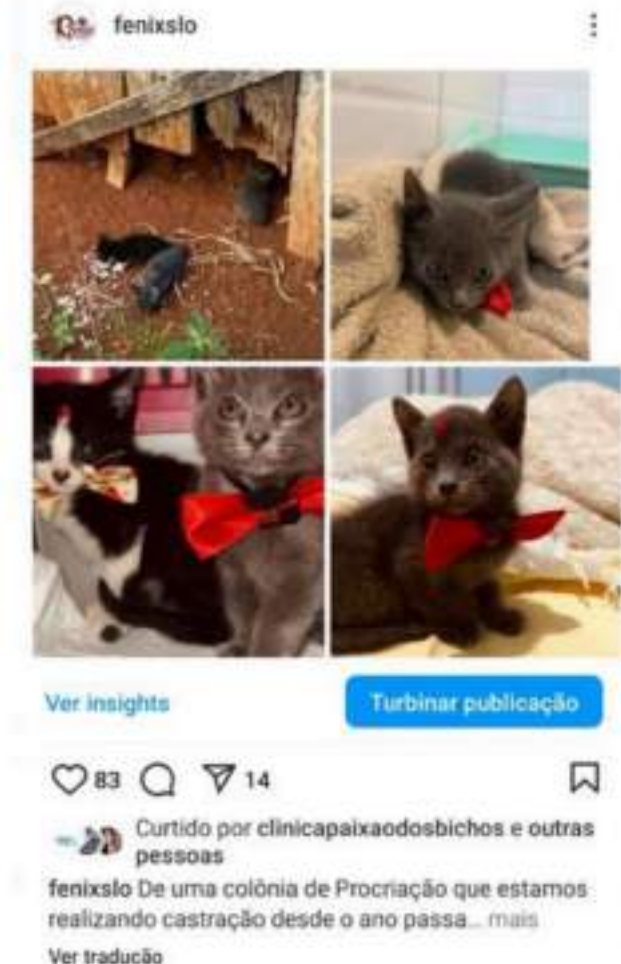 fenixslo
Ver insights
Turbinar publicação
83
14
Curtido por clinicapaixaodosbichos e outras
pessoas
fenixslo De uma colônia de Procriação que estamos
realizando castração desde o ano passa... mais
Ver tradução